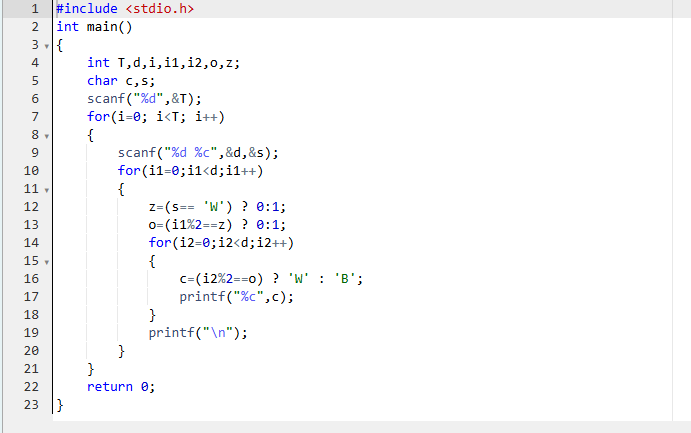 1 #include <stdio.h>
2 int main()
3 {
4 int T,d,i,i1,i2,o,z;
5 char c,s;
6 scanf("%d",&T);
7 for(i=0; i<T; i++)
8 {
9 scanf("%d %c",&d,&s);
10 for(i1=0;i1<d;i1++)
11 {
12 z=(s== 'W') ? 0:1;
13 o=(i1%2==z) ? 0:1;
14 for(i2=0;i2<d;i2++)
15 {
16 c=(i2%2==o) ? 'W' : 'B';
17 printf("%c",c);
18 }
19 printf("\n");
20 }
21 }
22 return 0;
23 }